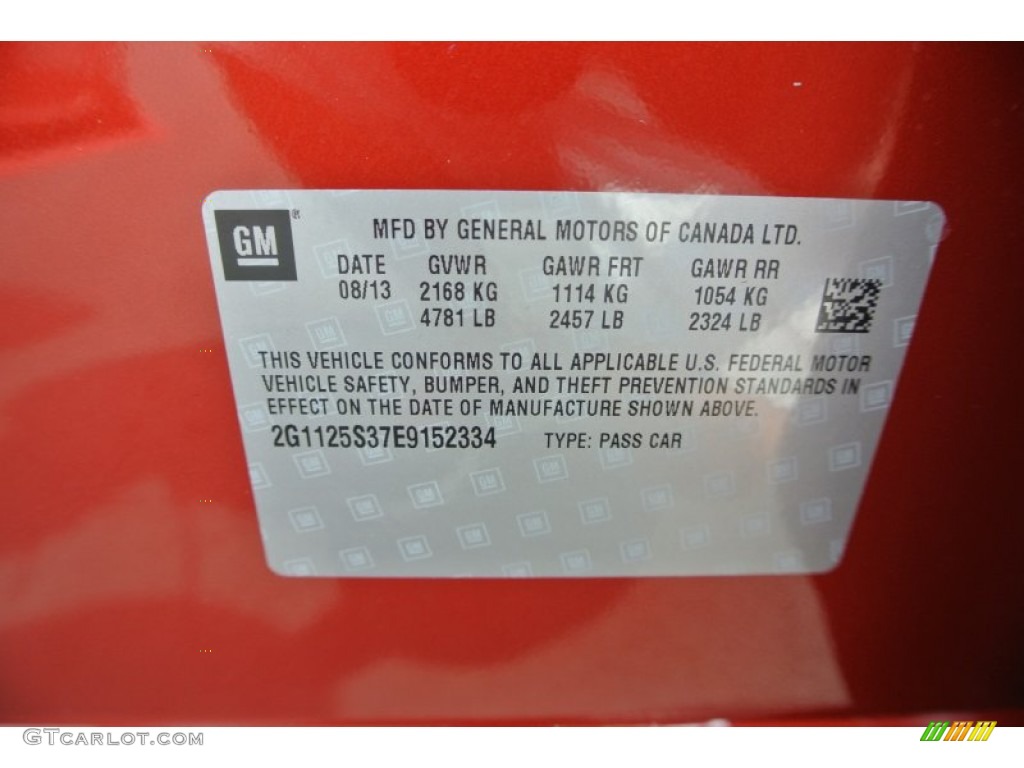 GM ®
MFD BY GENERAL MOTORS OF CANADA LTD.
DATE GVWR GAWR FRT GAWR RR
08/13 2168 KG 1114 KG 1054 KG
4781 LB 2457 LB 2324 LB
THIS VEHICLE CONFORMS TO ALL APPLICABLE U.S. FEDERAL MOTOR
VEHICLE SAFETY, BUMPER, AND THEFT PREVENTION STANDARDS IN
EFFECT ON THE DATE OF MANUFACTURE SHOWN ABOVE.
2G1125S37E9152334 TYPE: PASS CAR
GTCarlot.com